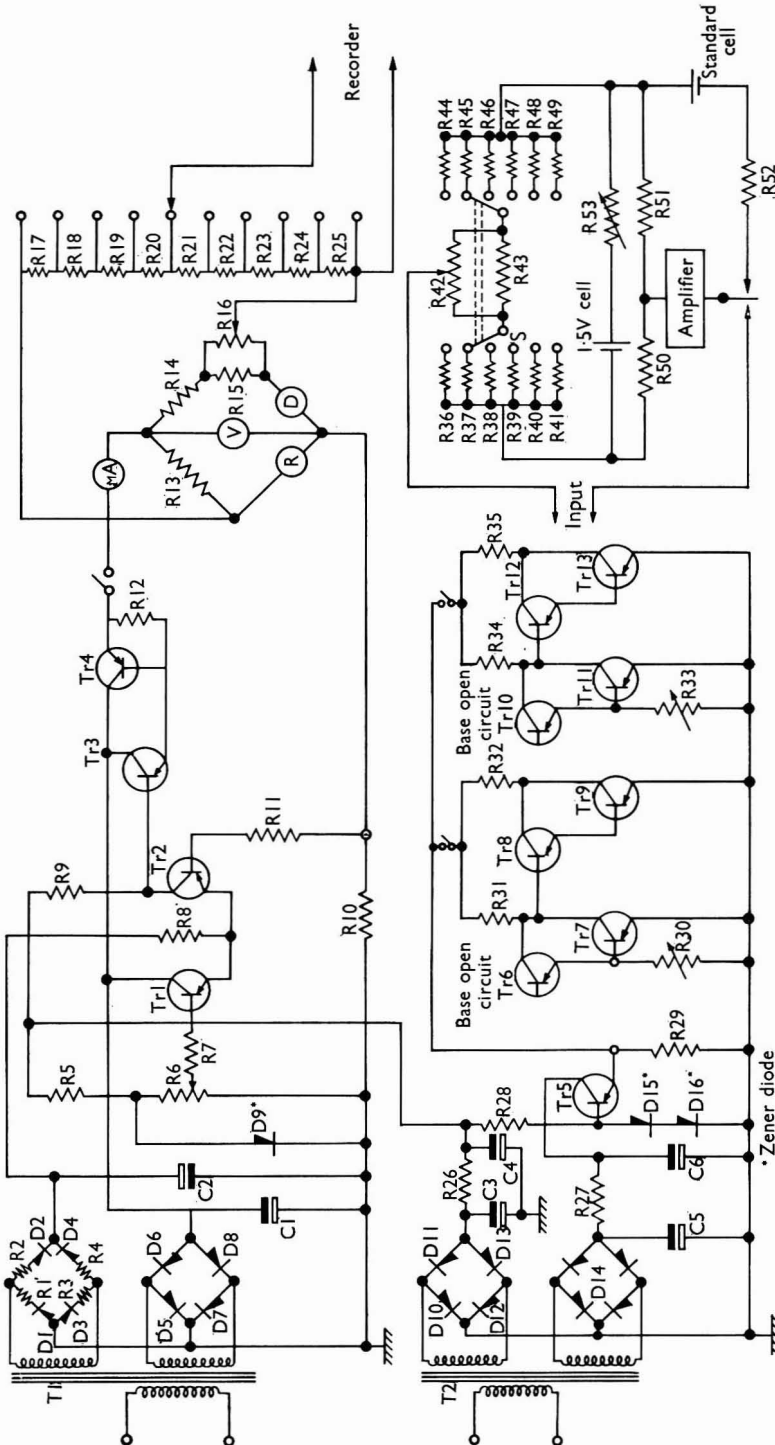 T1
D1
R1
R2
D2
D3
R3
D4
R4
D5
D6
D7
D8
C1
C2
R5
R6
R7
D9*
Tr1
R8
R9
Tr2
R10
R11
Tr3
Tr4
R12
mA
R13
R14
R15
R16
V
R
D
R17
R18
R19
R20
R21
R22
R23
R24
R25
Recorder
T2
D10
D11
D12
D13
D14
R26
C3
C4
R27
C5
C6
R28
Tr5
D15*
D16*
R29
* Zener diode
Base open
circuit
Tr6
Tr7
R30
R31
Tr8
Tr9
R32
Base open
circuit
Tr10
Tr11
R33
R34
Tr12
Tr13
R35
Input
R36
R37
R38
R39
R40
R41
S
R42
R43
R44
R45
R46
R47
R48
R49
1·5V cell
R53
R50
R51
Amplifier
R52
Standard
cell